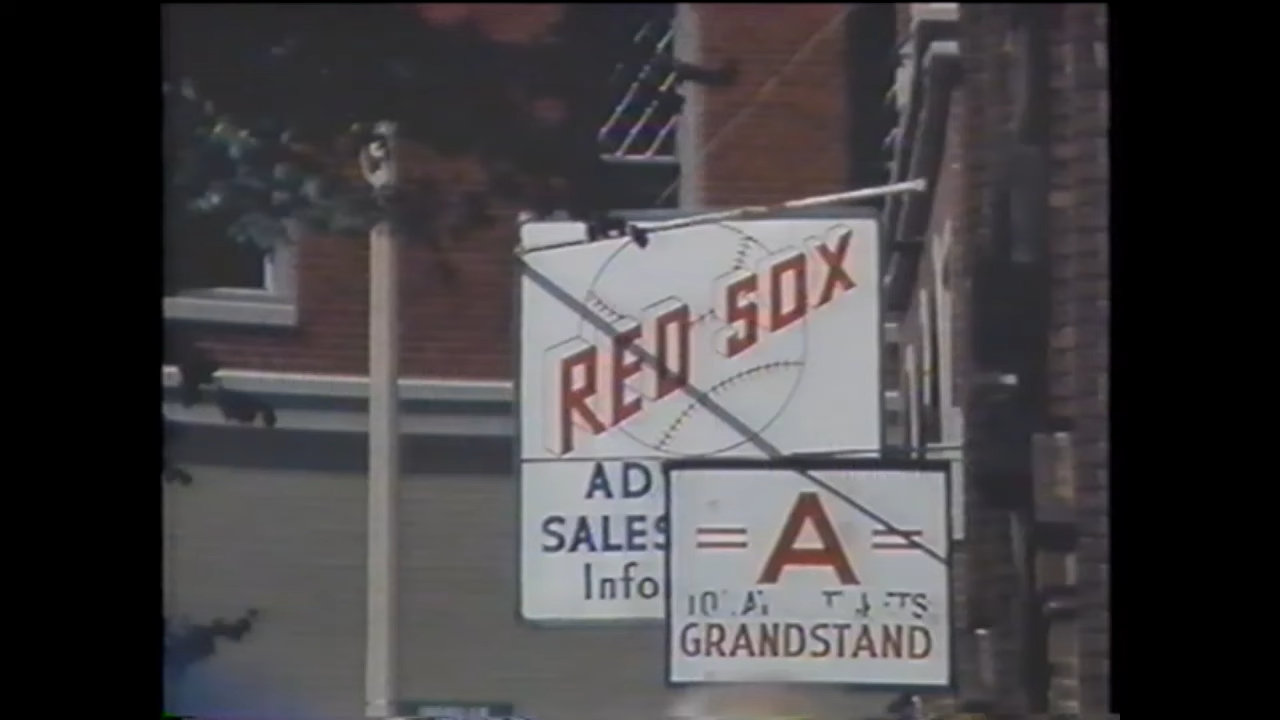 RED SOX
AD
SALES
Info
A
GRANDSTAND